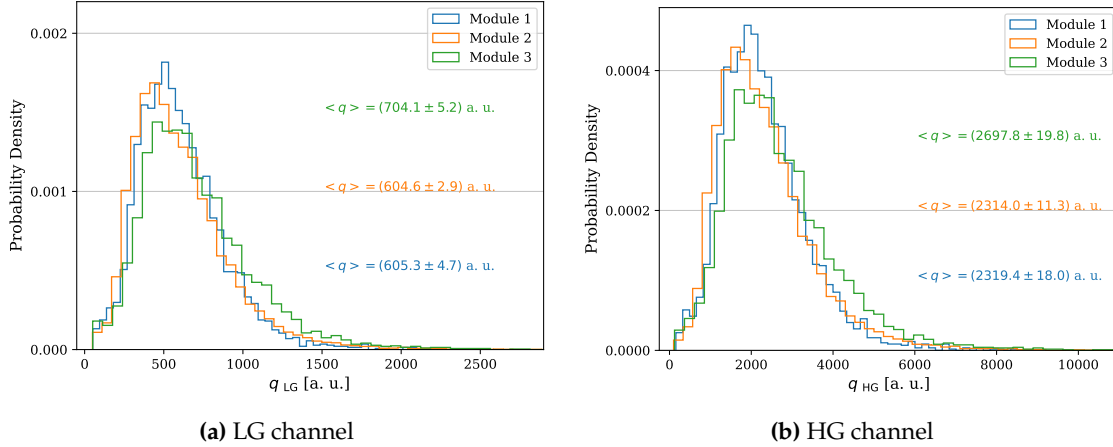 0.002
0.001
0.000
Probability Density
Module 1
Module 2
Module 3
< q > = (704.1 ± 5.2) a. u.
< q > = (604.6 ± 2.9) a. u.
< q > = (605.3 ± 4.7) a. u.
0 500 1000 1500 2000 2500
q LG [a. u.]
(a) LG channel
0.0004
0.0002
0.0000
Probability Density
Module 1
Module 2
Module 3
< q > = (2697.8 ± 19.8) a. u.
< q > = (2314.0 ± 11.3) a. u.
< q > = (2319.4 ± 18.0) a. u.
0 2000 4000 6000 8000 10000
q HG [a. u.]
(b) HG channel